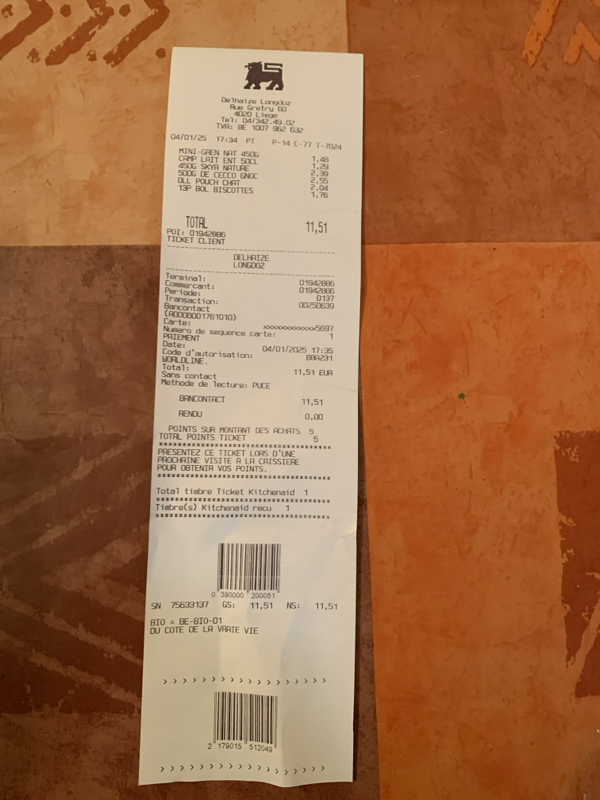 Delhaize Longdoz
Rue Gretry 60
4020 Liege
Tel: 04/342.49.02
TVA: BE 1007 962 632
04/01/25 17:34 PT P-14 C-77 T-7024
MINI-GREN NAT 450G 1,48
CAMP LAIT ENT 50CL 1,29
450G SKYR NATURE 2,39
500G DE CECCO GNOC 2,55
DLL POUCH CHAT 2,04
13P BOL BISCOTTES 1,76
TOTAL 11,51
POI: 01942886
TICKET CLIENT
DELHAIZE
LONGDOZ
Terminal: 01942886
Commercant: 01942886
Periode: 0137
Transaction: 00250639
Bancontact
(A0000001761010)
Carte: xxxxxxxxxxxxx5697
Numero de sequence carte: 1
PAIEMENT
Date: 04/01/2025 17:35
Code d'autorisation: B8A231
WORLDLINE.
Total: 11,51 EUR
Sans contact
Methode de lecture: PUCE
BANCONTACT 11,51
RENDU 0,00
POINTS SUR MONTANT DES ACHATS 5
TOTAL POINTS TICKET 5
PRESENTEZ CE TICKET LORS D'UNE
PROCHAINE VISITE A LA CAISSIERE
POUR OBTENIR VOS POINTS.
Total timbre Ticket Kitchenaid 1
Timbre(s) Kitchenaid recu 1
0 390000 200051
SN 75633137 GS: 11,51 NS: 11,51
BIO = BE-BIO-01
DU COTE DE LA VRAIE VIE
2 179015 512049